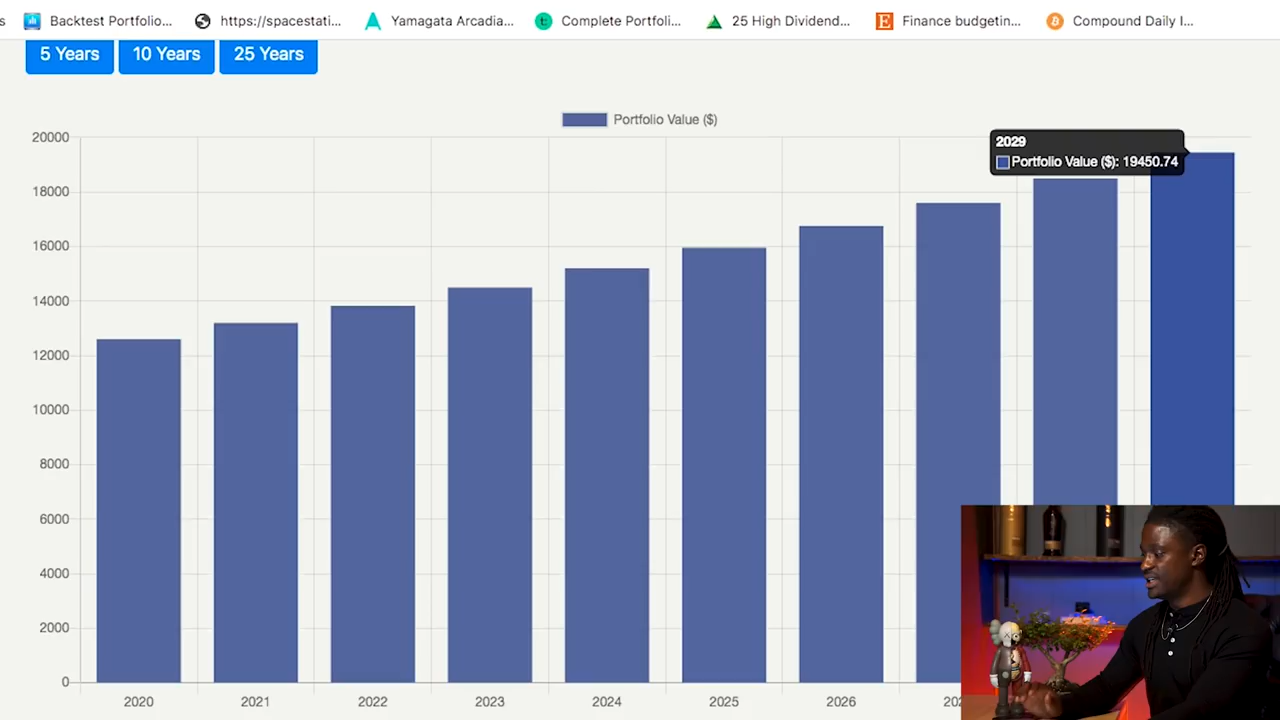 s Backtest Portfolio... https://spacestati... Yamagata Arcadia... Complete Portfoli... 25 High Dividend... Finance budgetin... Compound Daily I...
5 Years 10 Years 25 Years
Portfolio Value ($)
20000
2029
Portfolio Value ($): 19450.74
18000
16000
14000
12000
10000
8000
6000
4000
2000
0
2020 2021 2022 2023 2024 2025 2026